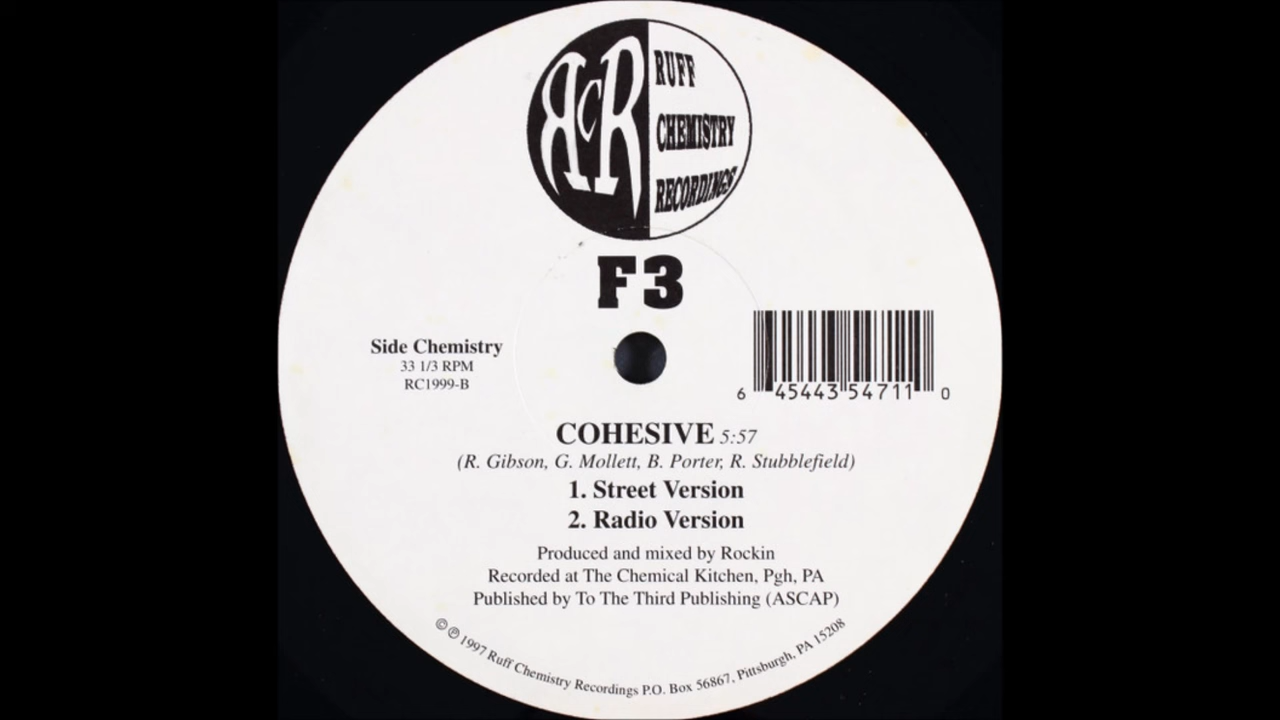 RCR
RUFF
CHEMISTRY
RECORDINGS
F3
Side Chemistry
33 1/3 RPM
RC1999-B
6 45443 54711 0
COHESIVE 5:57
(R. Gibson, G. Mollett, B. Porter, R. Stubblefield)
1. Street Version
2. Radio Version
Produced and mixed by Rockin
Recorded at The Chemical Kitchen, Pgh, PA
Published by To The Third Publishing (ASCAP)
© ℗ 1997 Ruff Chemistry Recordings P.O. Box 56867, Pittsburgh, PA 15208